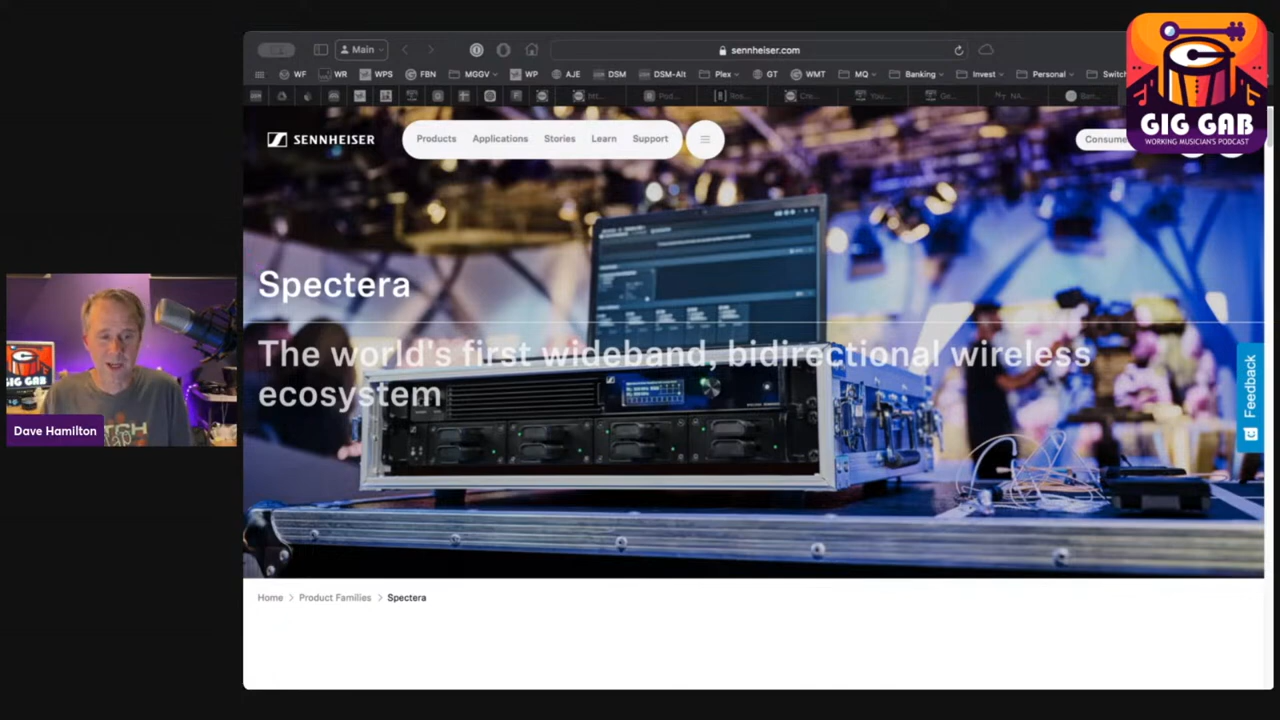 Main
sennheiser.com
WF
WR
WPS
FBN
MGGV
WP
AJE
DSM
DSM-Alt
Plex
GT
WMT
MQ
Banking
Invest
Personal
Switch
GIG GAB
WORKING MUSICIAN'S PODCAST
SENNHEISER
Products
Applications
Stories
Learn
Support
Consume
Spectera
The world's first wideband, bidirectional wireless
ecosystem
Feedback
GIG GAB
Dave Hamilton
Home > Product Families > Spectera